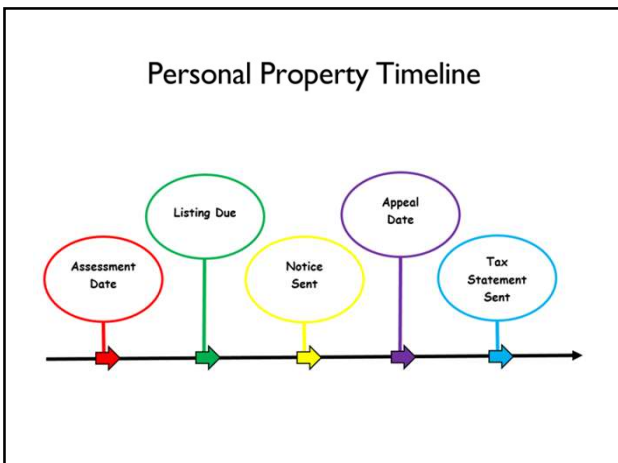 Personal Property Timeline
Assessment
Date
Listing Due
Notice
Sent
Appeal
Date
Tax
Statement
Sent